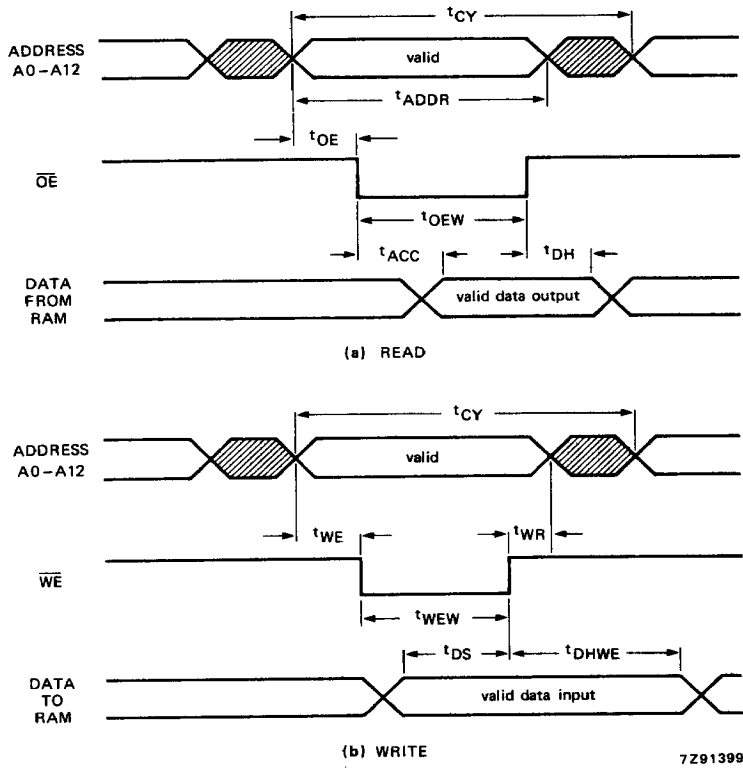 tCY
ADDRESS
A0–A12
valid
tADDR
tOE
OE
tOEW
tACC
tDH
DATA
FROM
RAM
valid data output
(a) READ
tCY
ADDRESS
A0–A12
valid
tWE
tWR
WE
tWEW
tDS
tDHWE
DATA
TO
RAM
valid data input
(b) WRITE
7Z91399